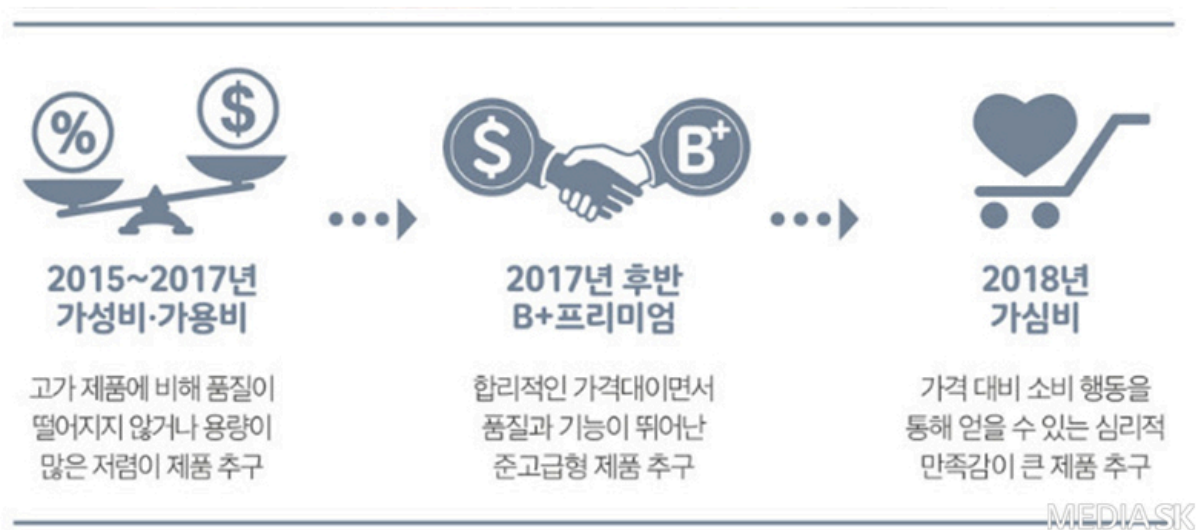 %
$
$
B+
2015~2017년
가성비·가용비
고가 제품에 비해 품질이
떨어지지 않거나 용량이
많은 저렴이 제품 추구
2017년 후반
B+프리미엄
합리적인 가격대이면서
품질과 기능이 뛰어난
준고급형 제품 추구
2018년
가심비
가격 대비 소비 행동을
통해 얻을 수 있는 심리적
만족감이 큰 제품 추구
MEDIA.SK